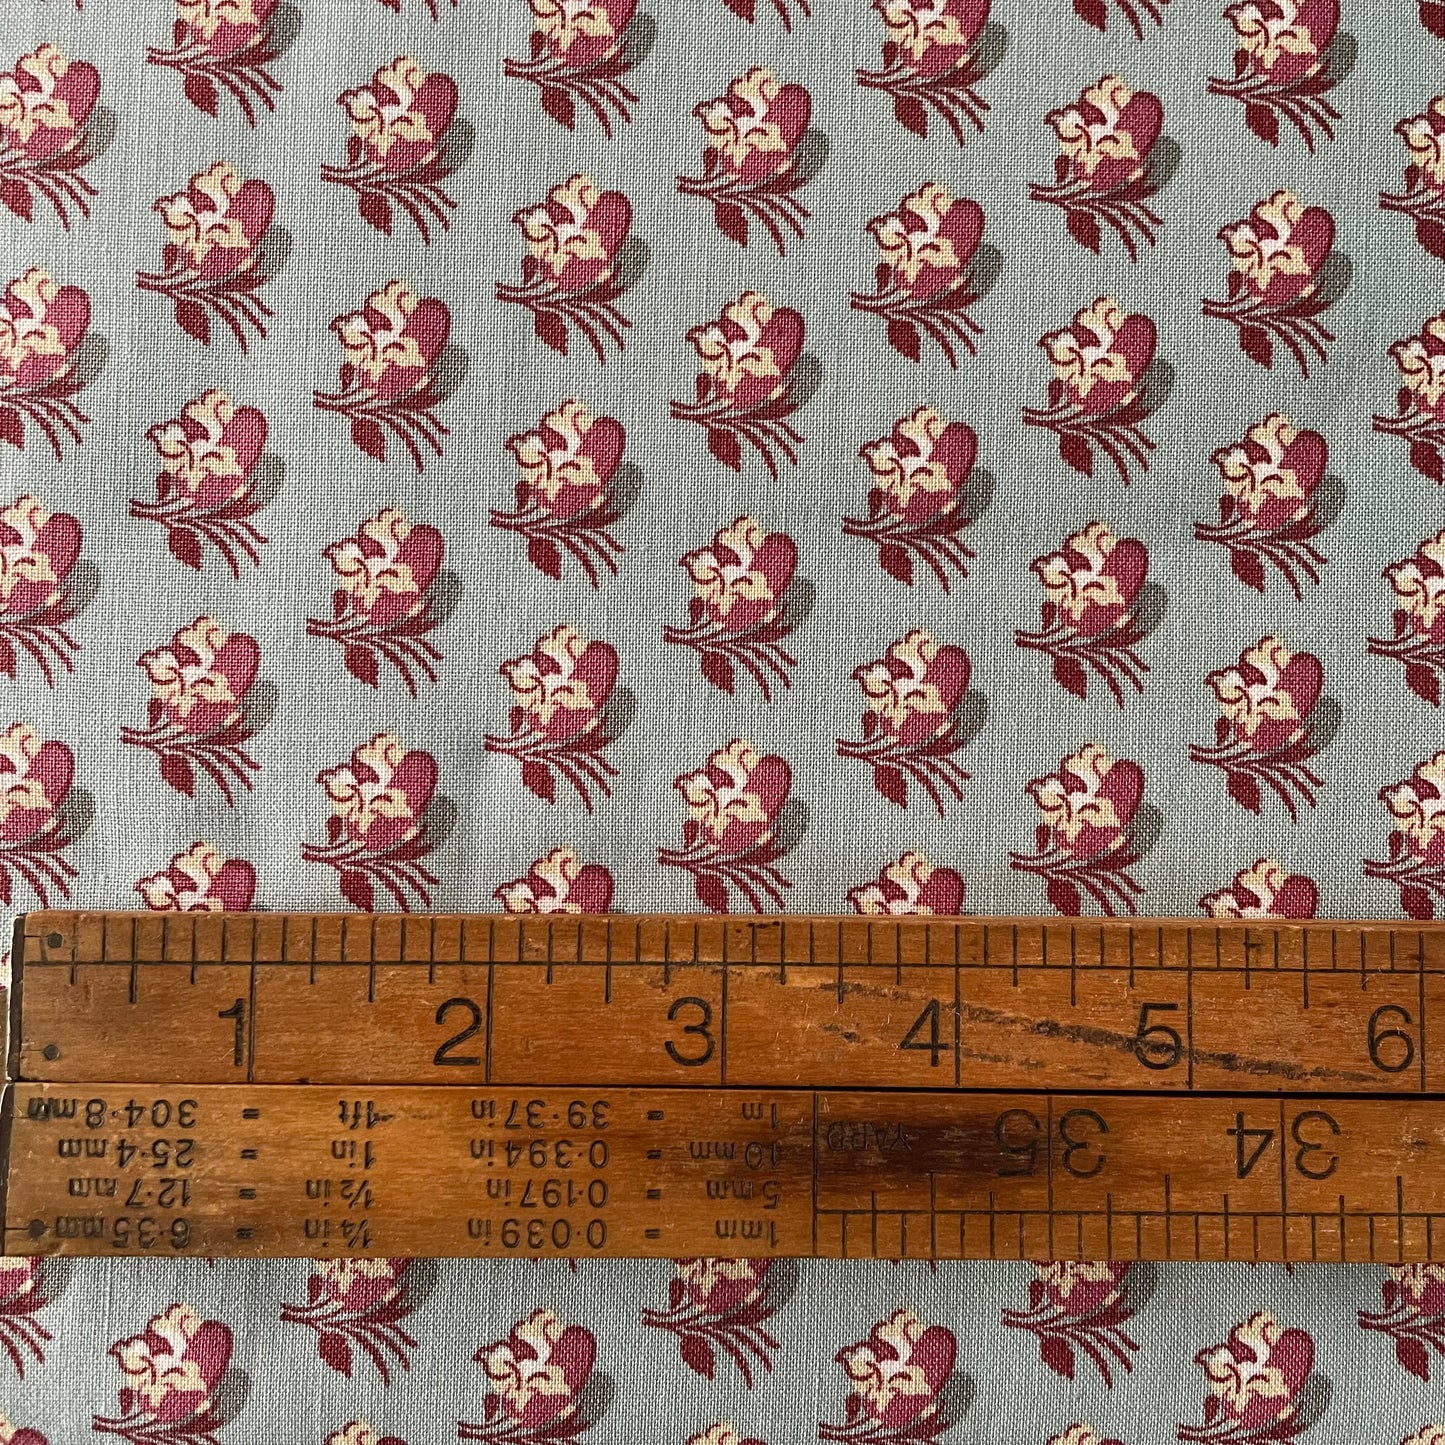 1 2 3 4 5 6
34 35 YARD
1mm = 0·039in ¼in = 6·35mm
5mm = 0·197in ½in = 12·7mm
10mm = 0·394in 1in = 25·4mm
1m = 39·37in 1ft = 304·8mm